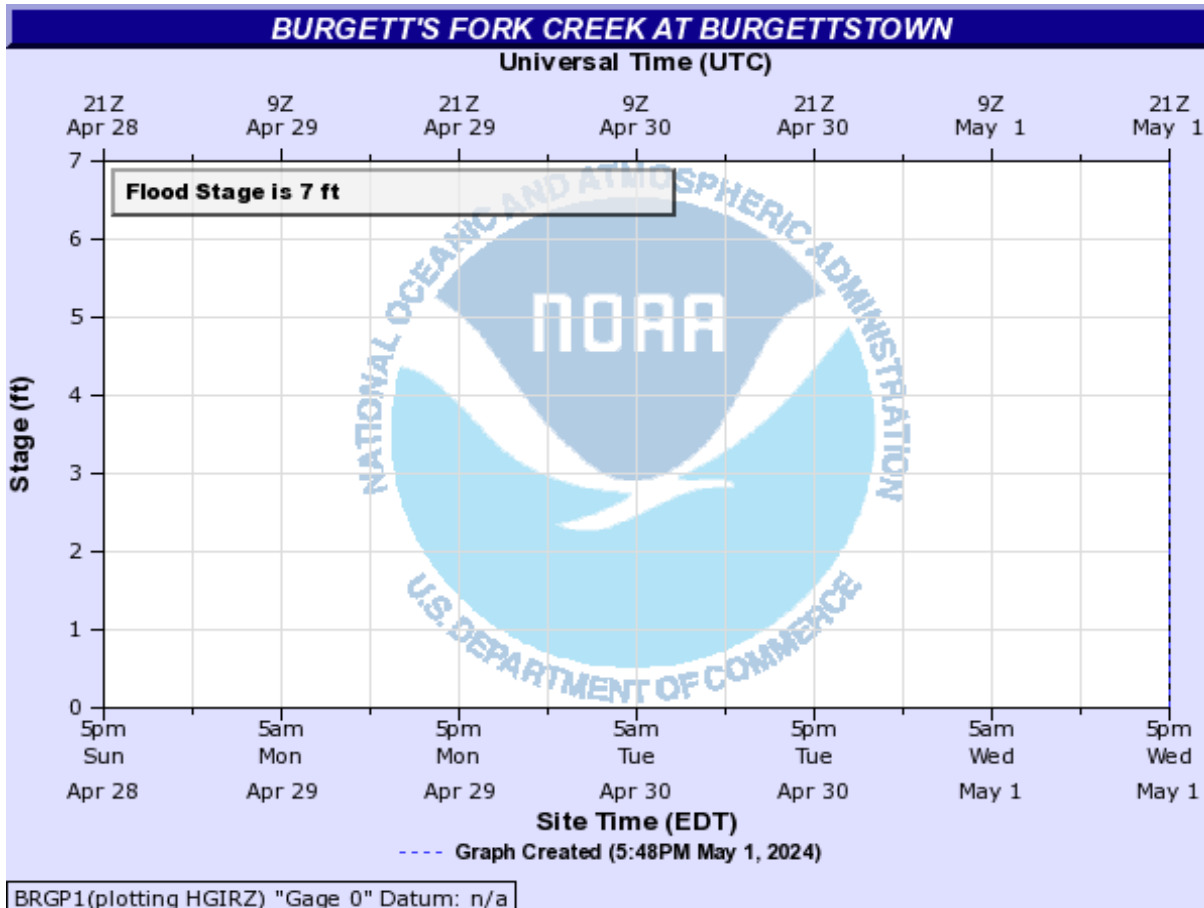 BURGETT'S FORK CREEK AT BURGETTSTOWN
Universal Time (UTC)
21Z 9Z 21Z 9Z 21Z 9Z 21Z
Apr 28 Apr 29 Apr 29 Apr 30 Apr 30 May 1 May 1
7
Flood Stage is 7 ft
6
5
4
3
2
1
0
Stage (ft)
NATIONAL OCEANIC AND ATMOSPHERIC ADMINISTRATION
NOAA
U.S. DEPARTMENT OF COMMERCE
5pm 5am 5pm 5am 5pm 5am 5pm
Sun Mon Mon Tue Tue Wed Wed
Apr 28 Apr 29 Apr 29 Apr 30 Apr 30 May 1 May 1
Site Time (EDT)
---- Graph Created (5:48PM May 1, 2024)
BRGP1(plotting HGIRZ) "Gage 0" Datum: n/a